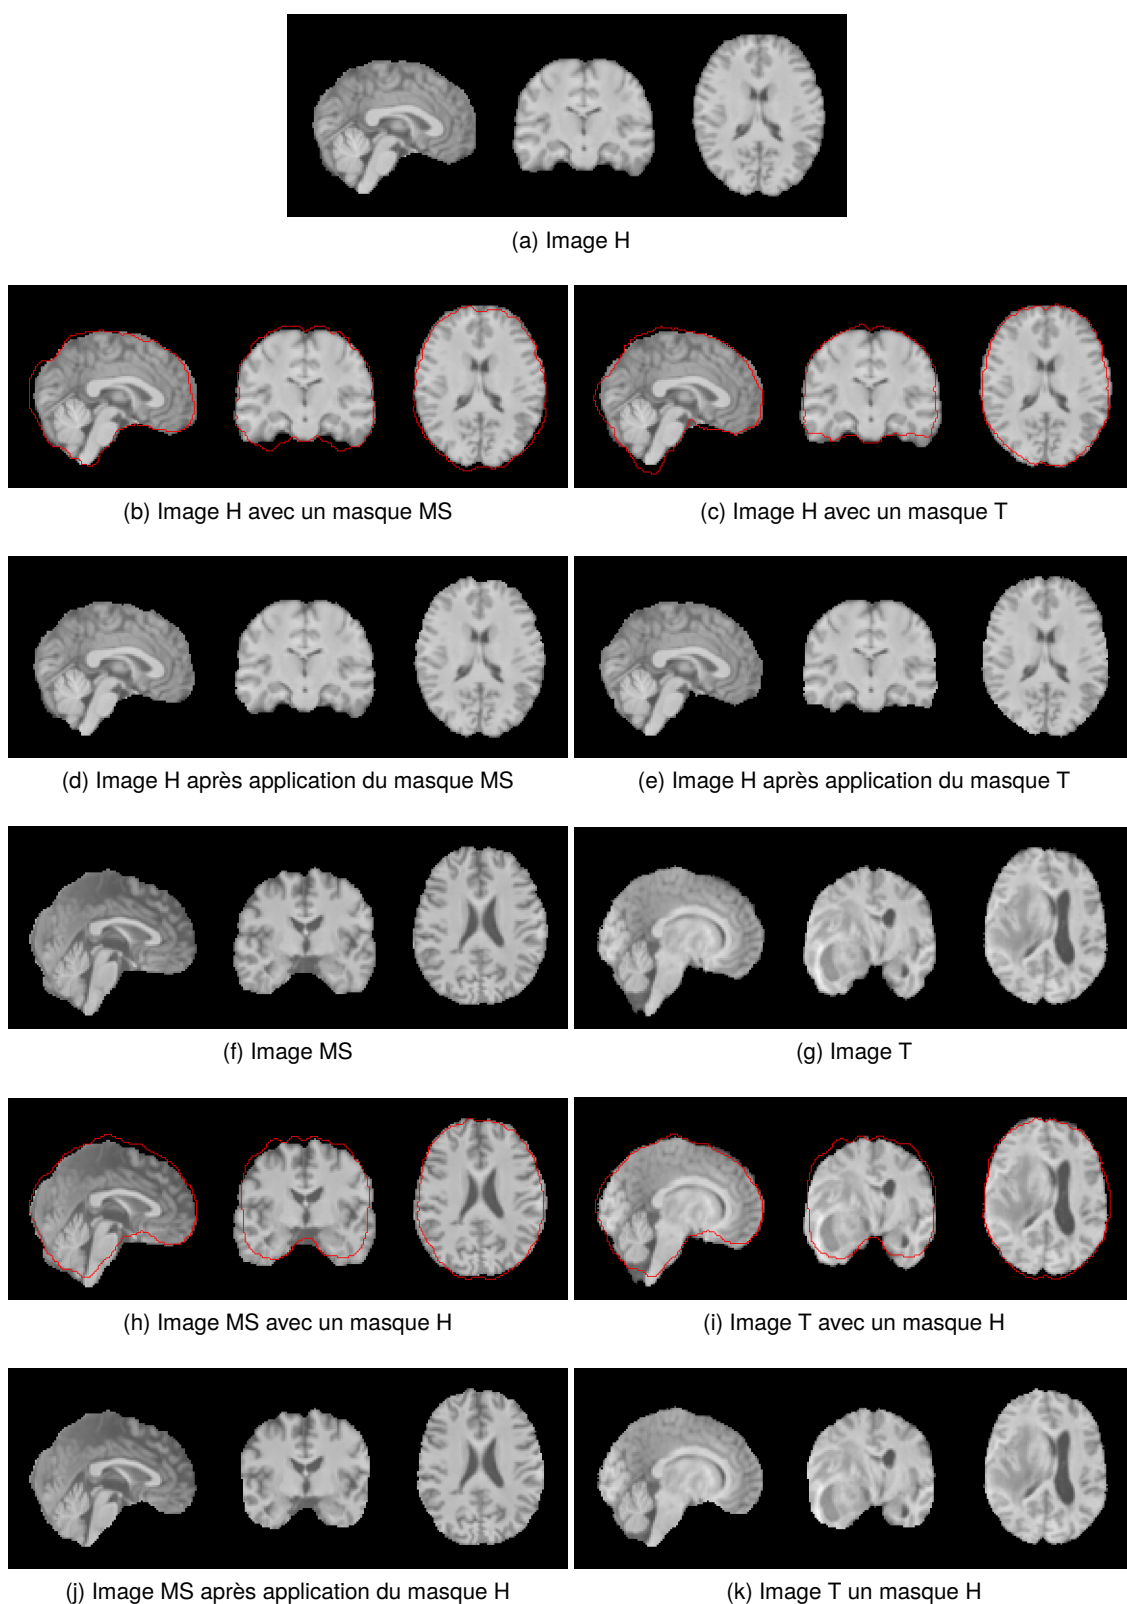 (a) Image H
(b) Image H avec un masque MS
(c) Image H avec un masque T
(d) Image H après application du masque MS
(e) Image H après application du masque T
(f) Image MS
(g) Image T
(h) Image MS avec un masque H
(i) Image T avec un masque H
(j) Image MS après application du masque H
(k) Image T un masque H